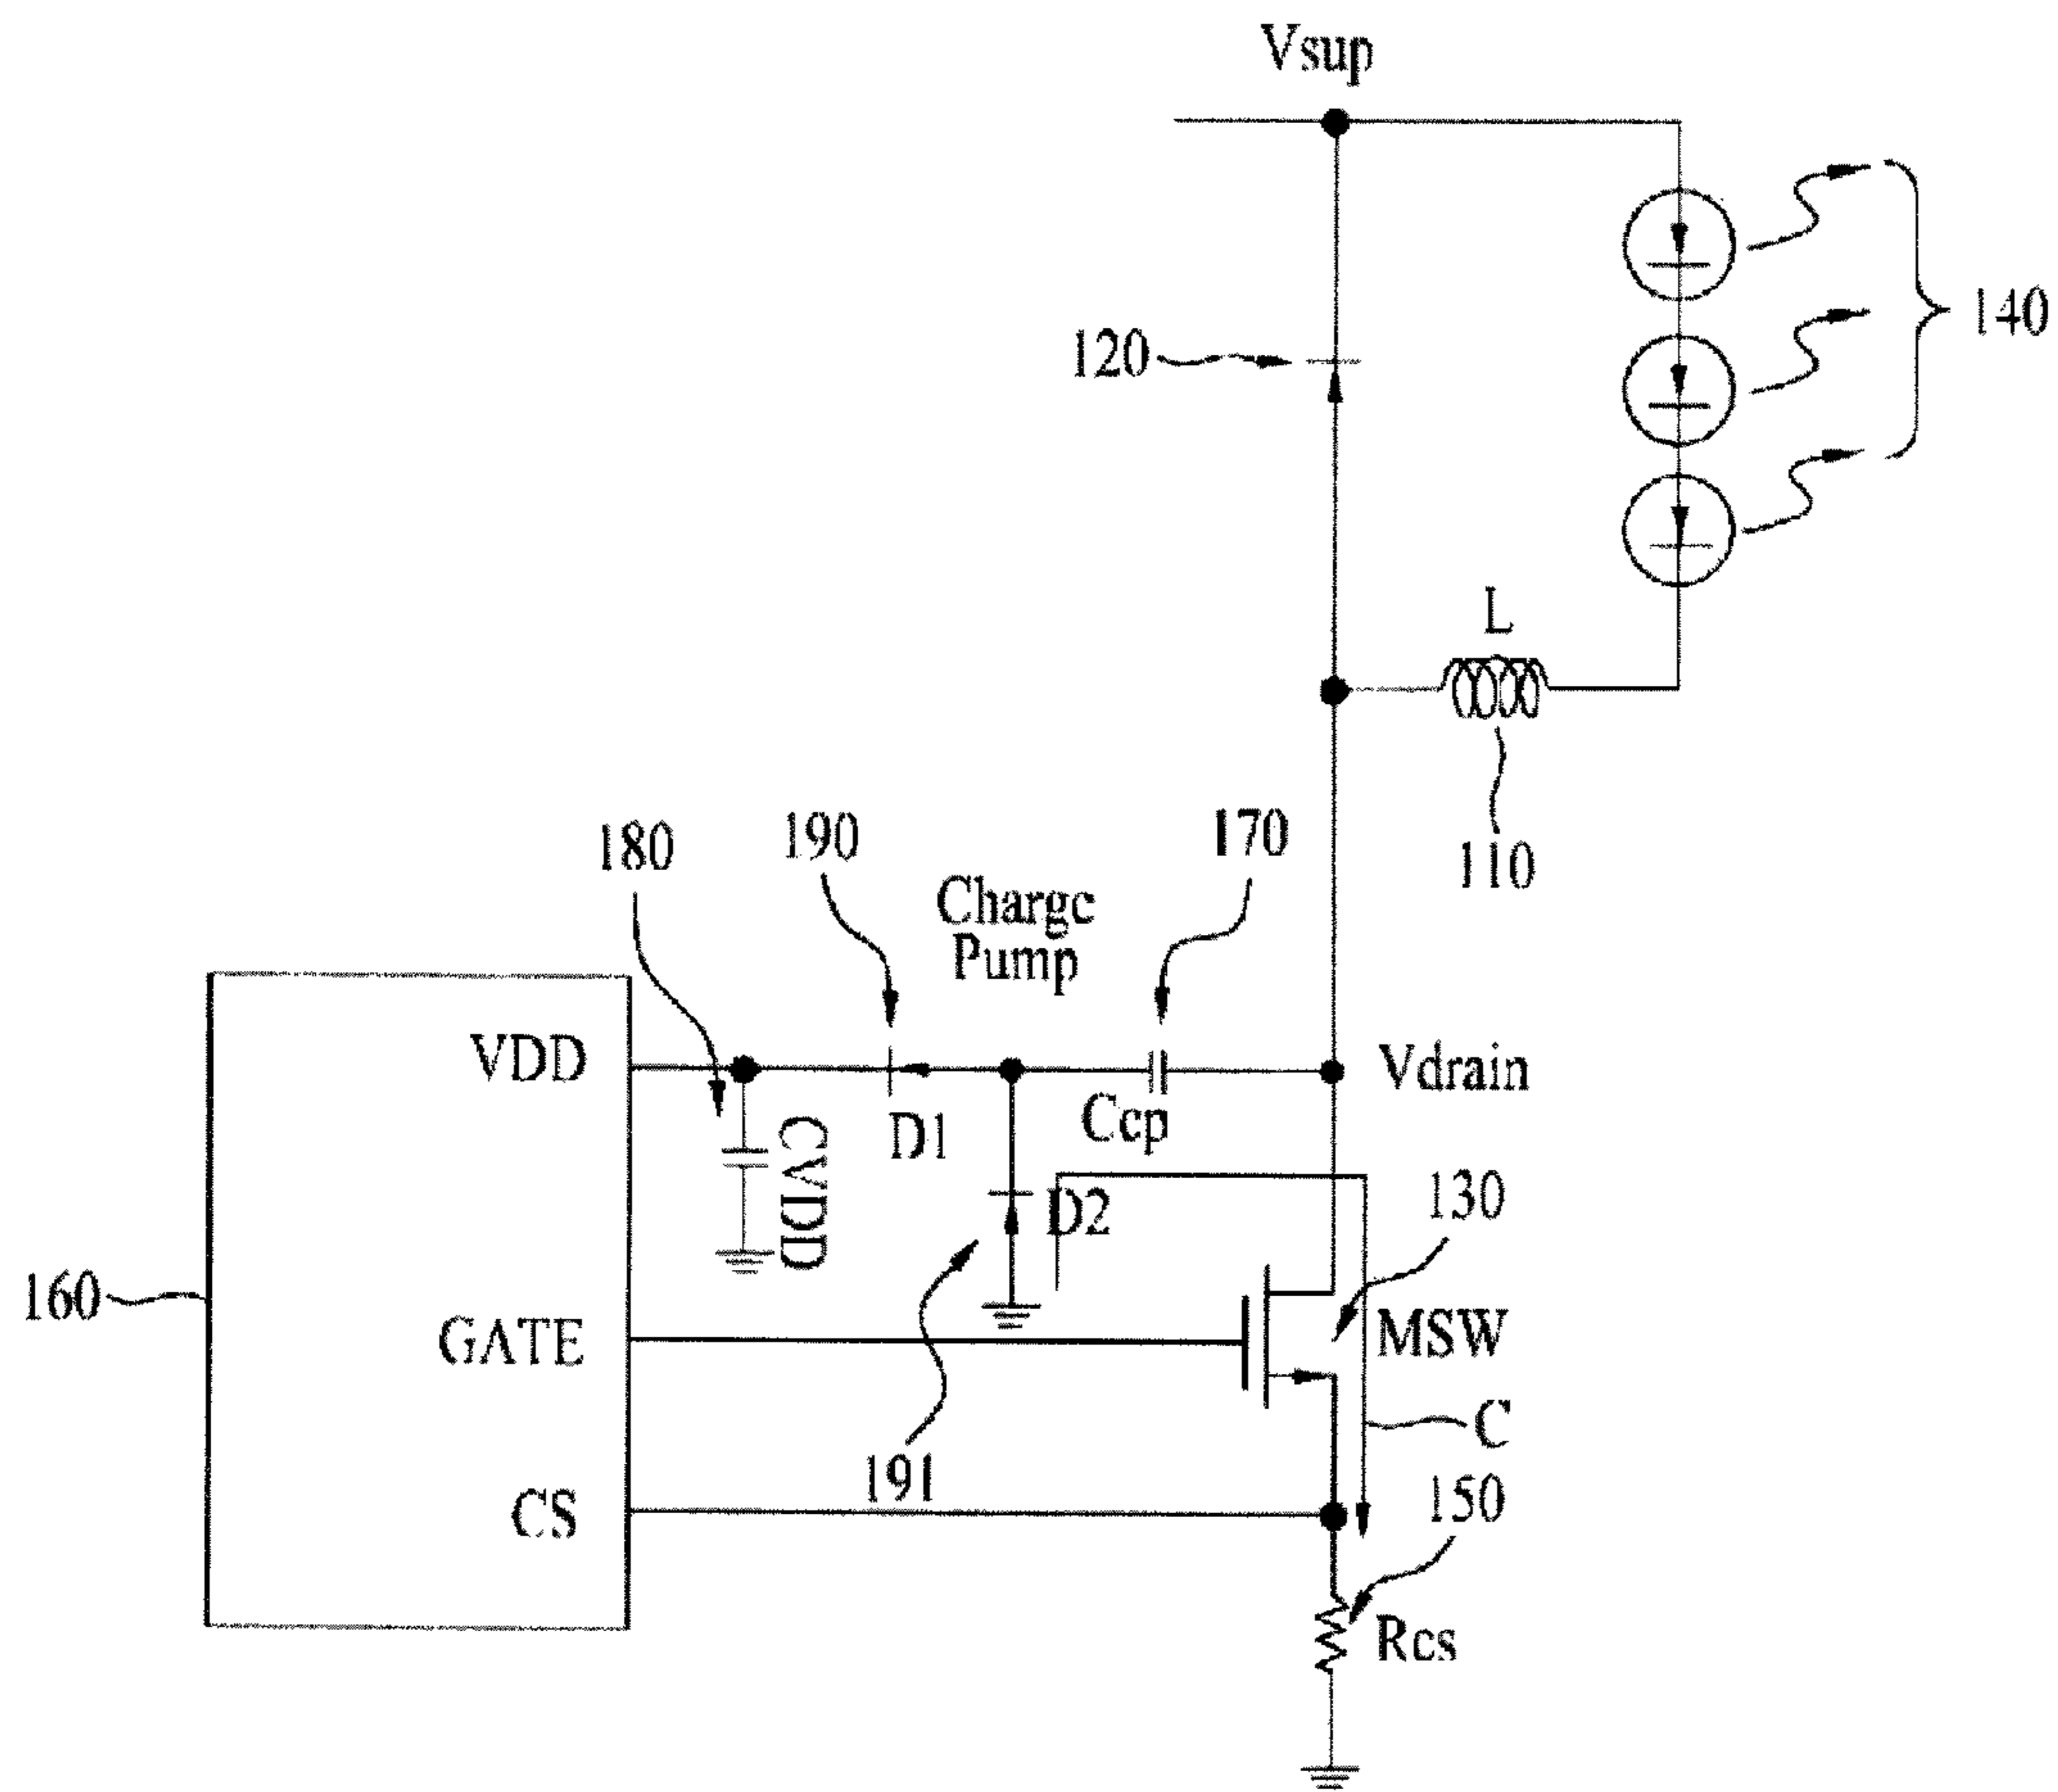 Vsup
120
140
L
110
180
190
Charge
Pump
170
VDD
D1
Ccp
Vdrain
CVDD
D2
130
160
GATE
MSW
C
191
CS
150
Rcs